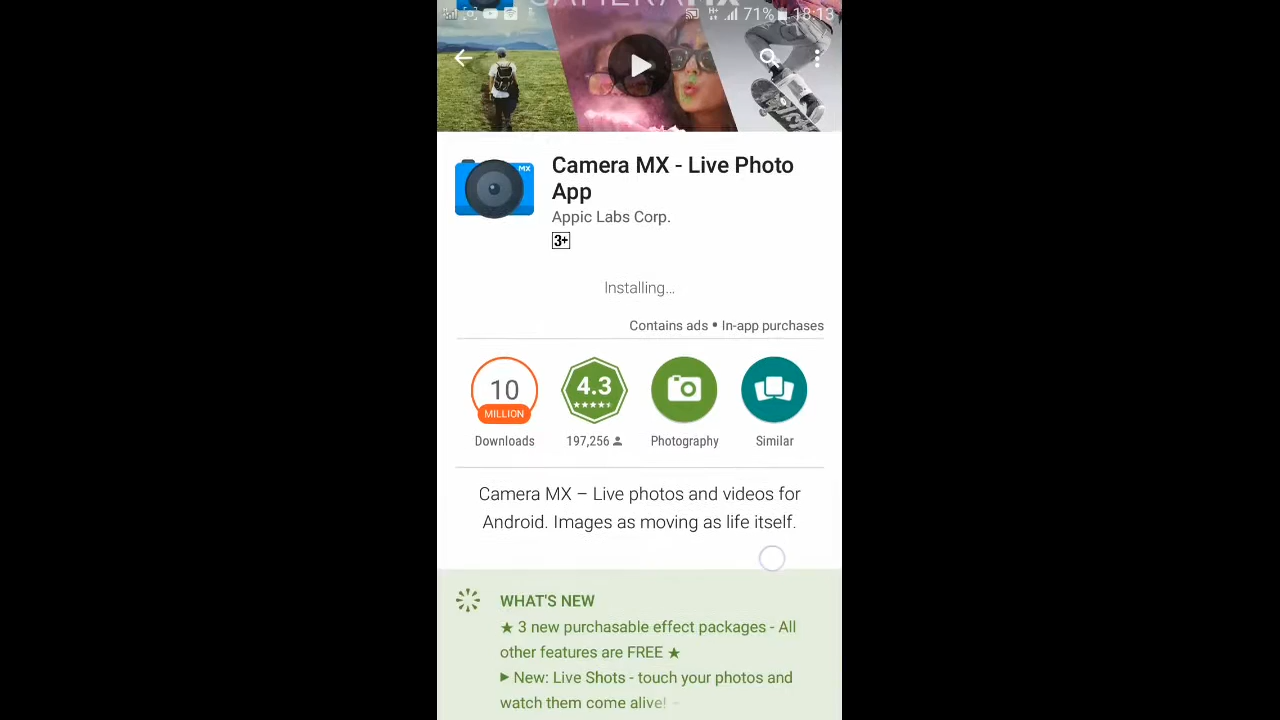 CAMERAMX
71% 18:13
Camera MX - Live Photo
App
MX
Appic Labs Corp.
3+
Installing...
Contains ads • In-app purchases
10
MILLION
Downloads
4.3
197,256
Photography
Similar
Camera MX – Live photos and videos for
Android. Images as moving as life itself.
WHAT'S NEW
★ 3 new purchasable effect packages - All
other features are FREE ★
▶ New: Live Shots - touch your photos and
watch them come alive! -